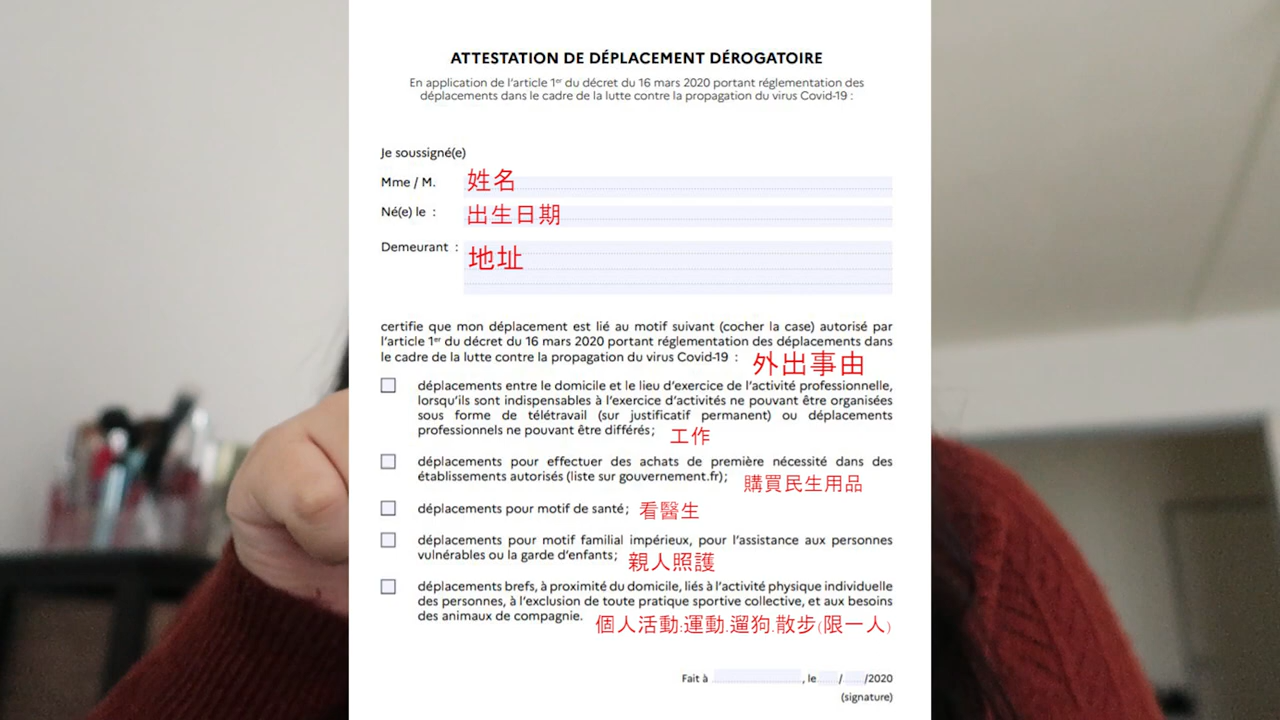 ATTESTATION DE DÉPLACEMENT DÉROGATOIRE
En application de l'article 1er du décret du 16 mars 2020 portant réglementation des
déplacements dans le cadre de la lutte contre la propagation du virus Covid-19 :
Je soussigné(e)
Mme / M. 姓名
Né(e) le : 出生日期
Demeurant : 地址
certifie que mon déplacement est lié au motif suivant (cocher la case) autorisé par
l'article 1er du décret du 16 mars 2020 portant réglementation des déplacements dans
le cadre de la lutte contre la propagation du virus Covid-19 : 外出事由
déplacements entre le domicile et le lieu d'exercice de l'activité professionnelle,
lorsqu'ils sont indispensables à l'exercice d'activités ne pouvant être organisées
sous forme de télétravail (sur justificatif permanent) ou déplacements
professionnels ne pouvant être différés; 工作
déplacements pour effectuer des achats de première nécessité dans des
établissements autorisés (liste sur gouvernement.fr); 購買民生用品
déplacements pour motif de santé; 看醫生
déplacements pour motif familial impérieux, pour l'assistance aux personnes
vulnérables ou la garde d'enfants; 親人照護
déplacements brefs, à proximité du domicile, liés à l'activité physique individuelle
des personnes, à l'exclusion de toute pratique sportive collective, et aux besoins
des animaux de compagnie. 個人活動:運動.遛狗.散步(限一人)
Fait à , le / /2020
(signature)